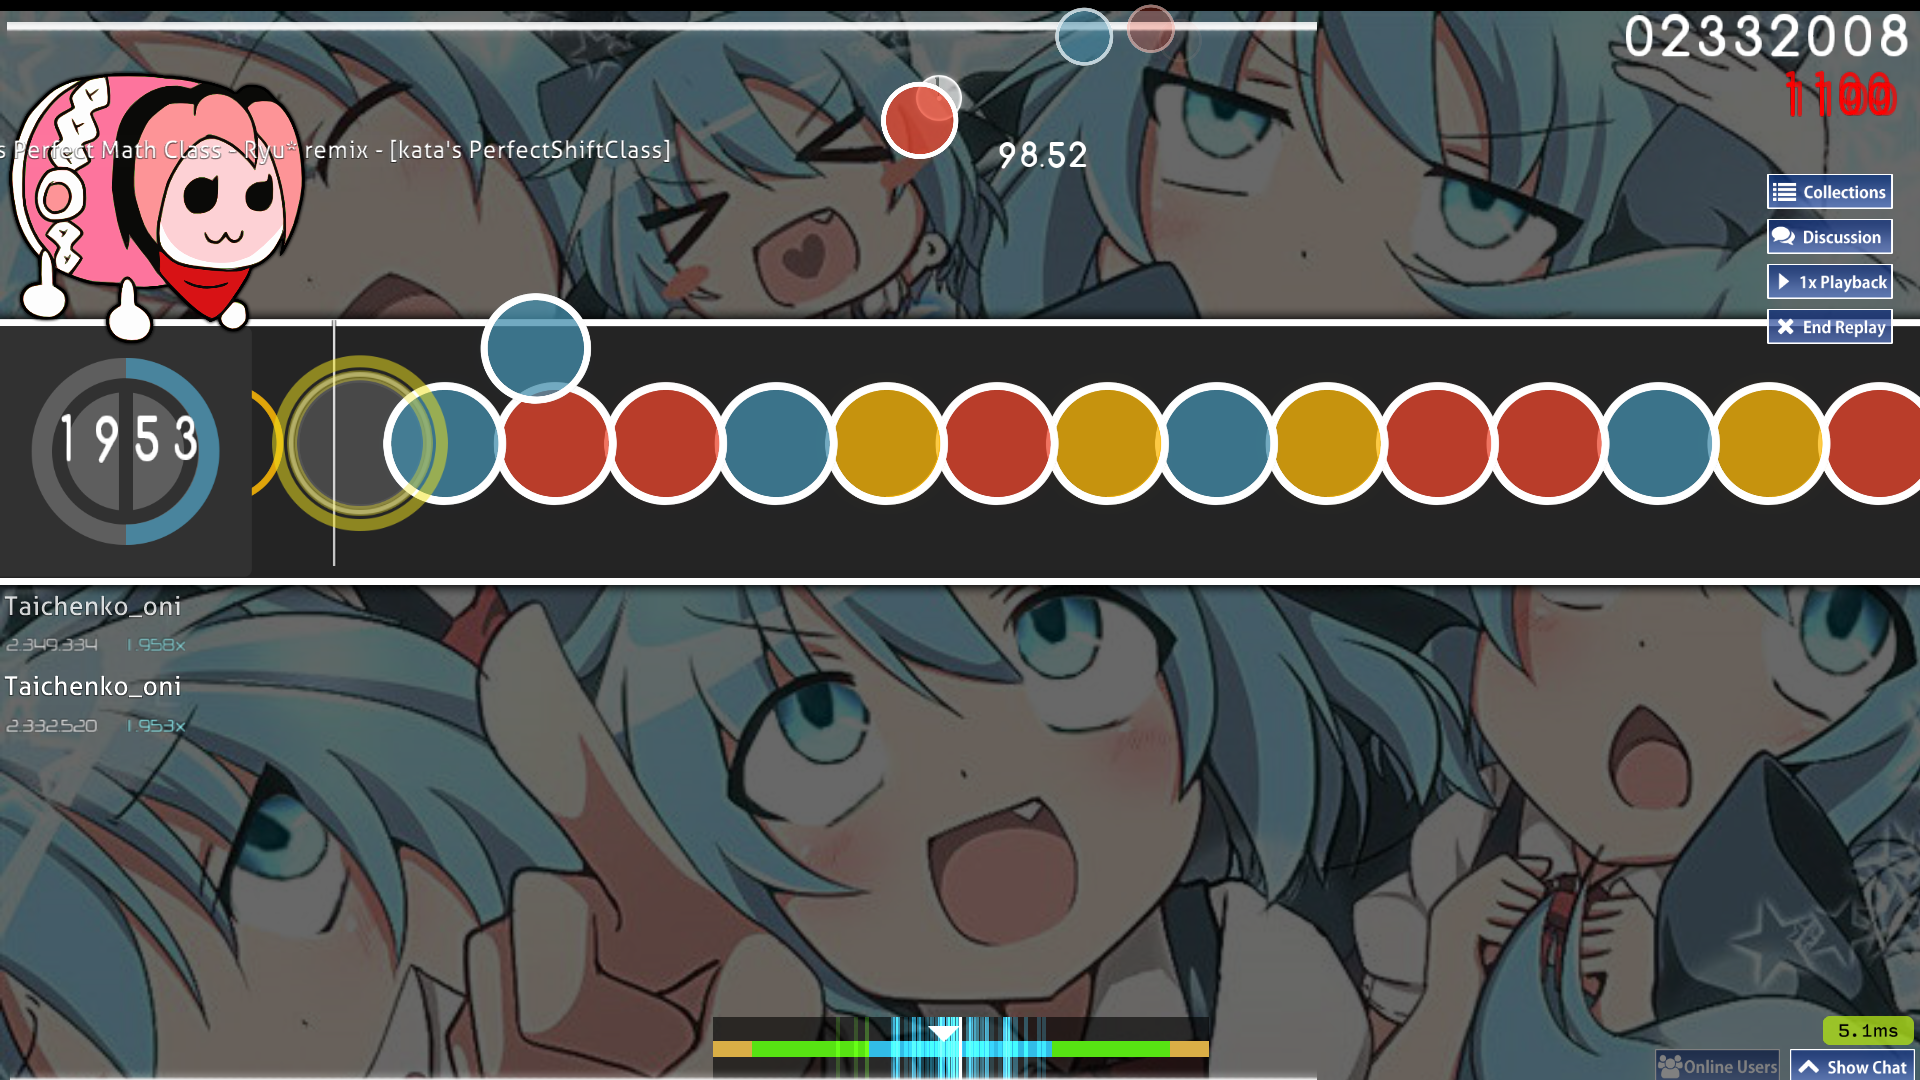 02332008
1100
s Perfect Math Class - Ryu* remix - [kata's PerfectShiftClass]
98.52
Collections
Discussion
1x Playback
End Replay
1953
Taichenko_oni
2.349.334 1.958x
Taichenko_oni
2.332.520 1.953x
5.1ms
Online Users
Show Chat